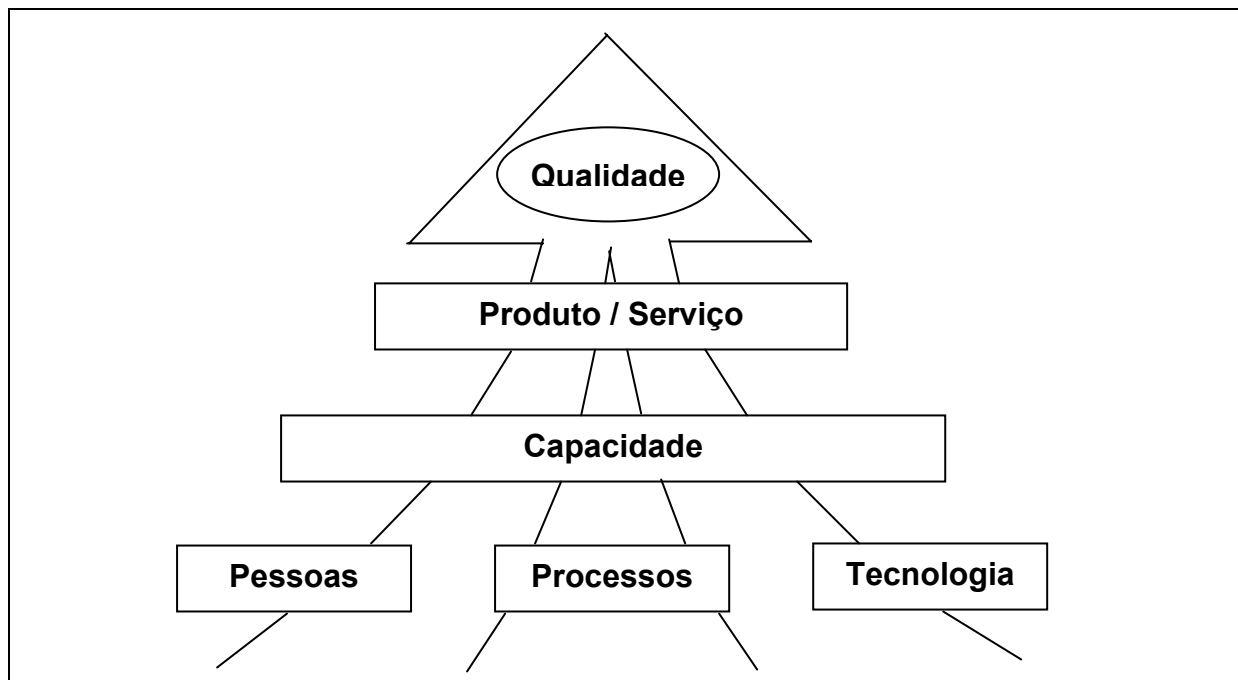 Qualidade
Produto / Serviço
Capacidade
Pessoas
Processos
Tecnologia